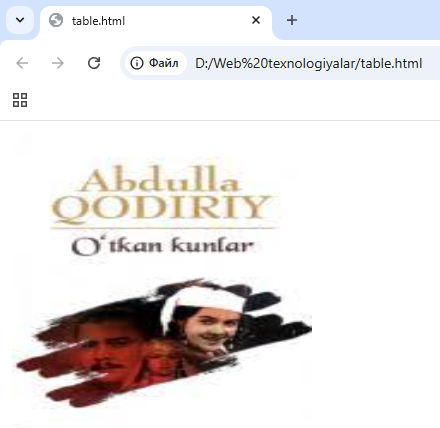 table.html
Файл
D:/Web%20texnologiyalar/table.html
Abdulla
QODIRIY
O‘tkan kunlar